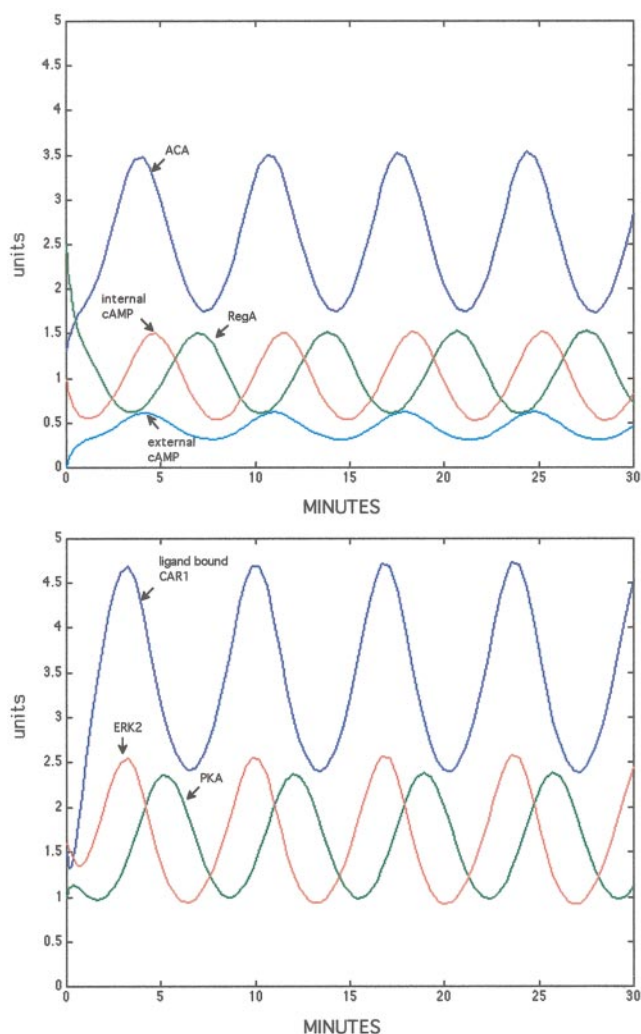 5
4.5
4
3.5
3
2.5
2
1.5
1
0.5
0
units
ACA
internal
cAMP
RegA
external
cAMP
0 5 10 15 20 25 30
MINUTES
5
4.5
4
3.5
3
2.5
2
1.5
1
0.5
0
units
ligand bound
CAR1
ERK2
PKA
0 5 10 15 20 25 30
MINUTES